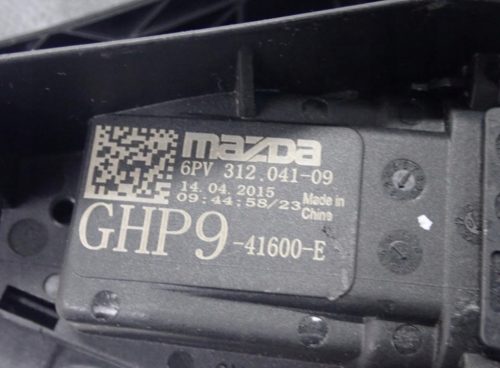 mazda
6PV 312.041-09
14.04.2015
09:44:58/23
Made in
China
GHP9-41600-E